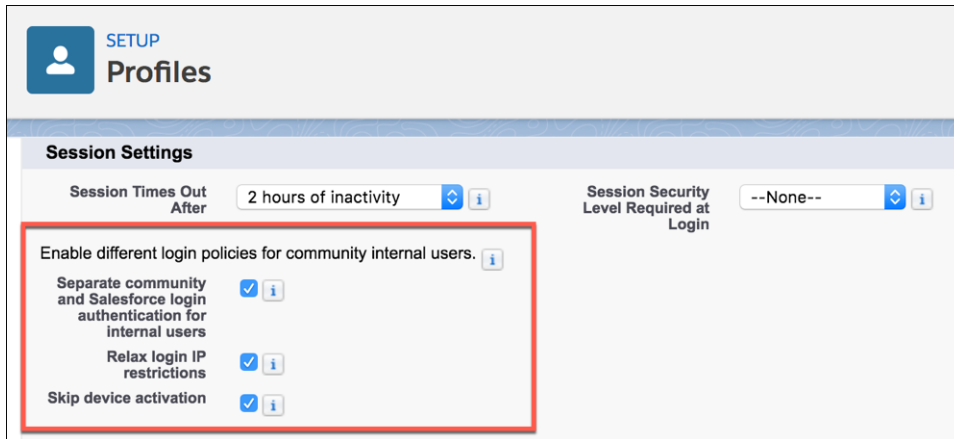 SETUP
Profiles
Session Settings
Session Times Out
After
2 hours of inactivity
i
Session Security
Level Required at
Login
--None--
i
Enable different login policies for community internal users.
i
Separate community
and Salesforce login
authentication for
internal users
i
Relax login IP
restrictions
i
Skip device activation
i